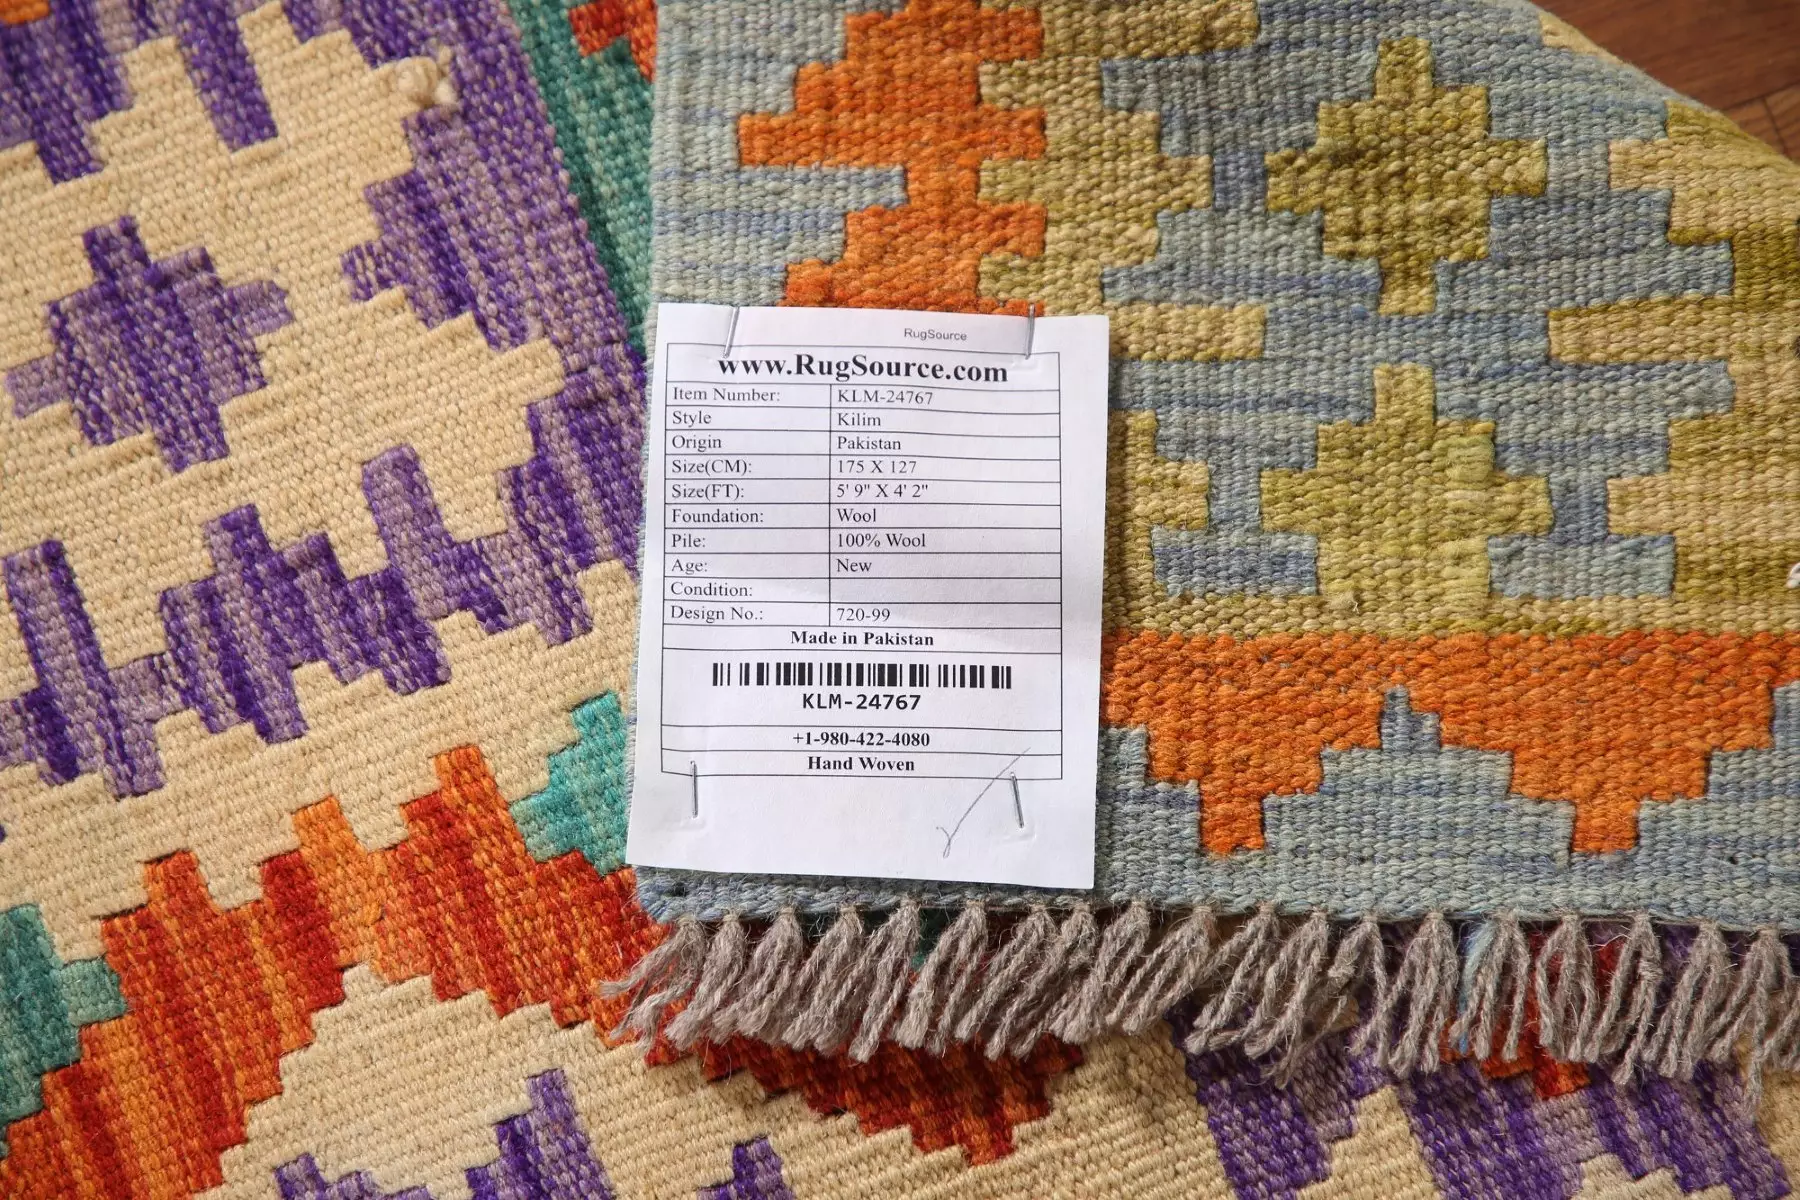 RugSource
www.RugSource.com
Item Number: KLM-24767
Style Kilim
Origin Pakistan
Size(CM): 175 X 127
Size(FT): 5' 9" X 4' 2"
Foundation: Wool
Pile: 100% Wool
Age: New
Condition:
Design No.: 720-99
Made in Pakistan
KLM-24767
+1-980-422-4080
Hand Woven